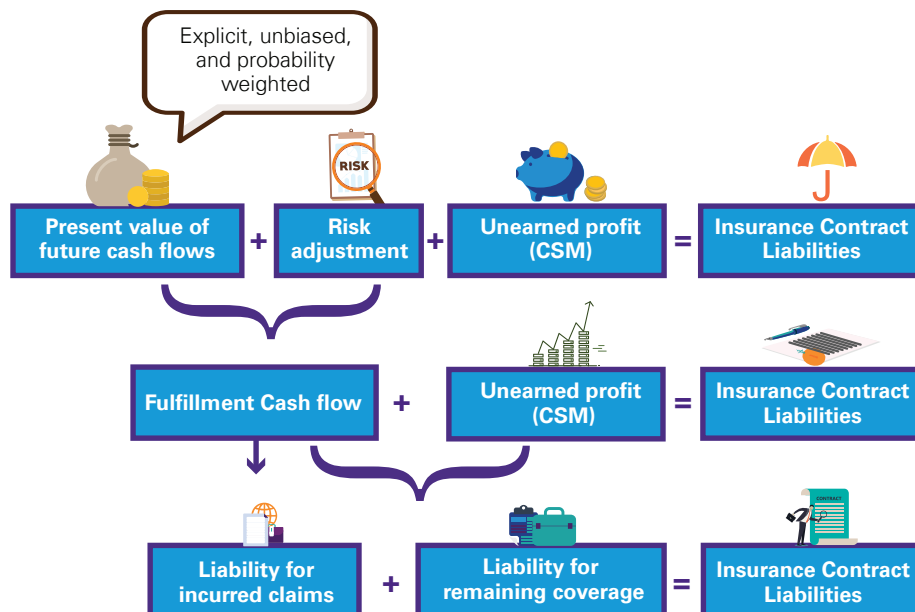 Explicit, unbiased,
and probability
weighted
RISK
Present value of
future cash flows
+
Risk
adjustment
+
Unearned profit
(CSM)
=
Insurance Contract
Liabilities
Fulfillment Cash flow
+
Unearned profit
(CSM)
=
Insurance Contract
Liabilities
CONTRACT
Liability for
incurred claims
+
Liability for
remaining coverage
=
Insurance Contract
Liabilities